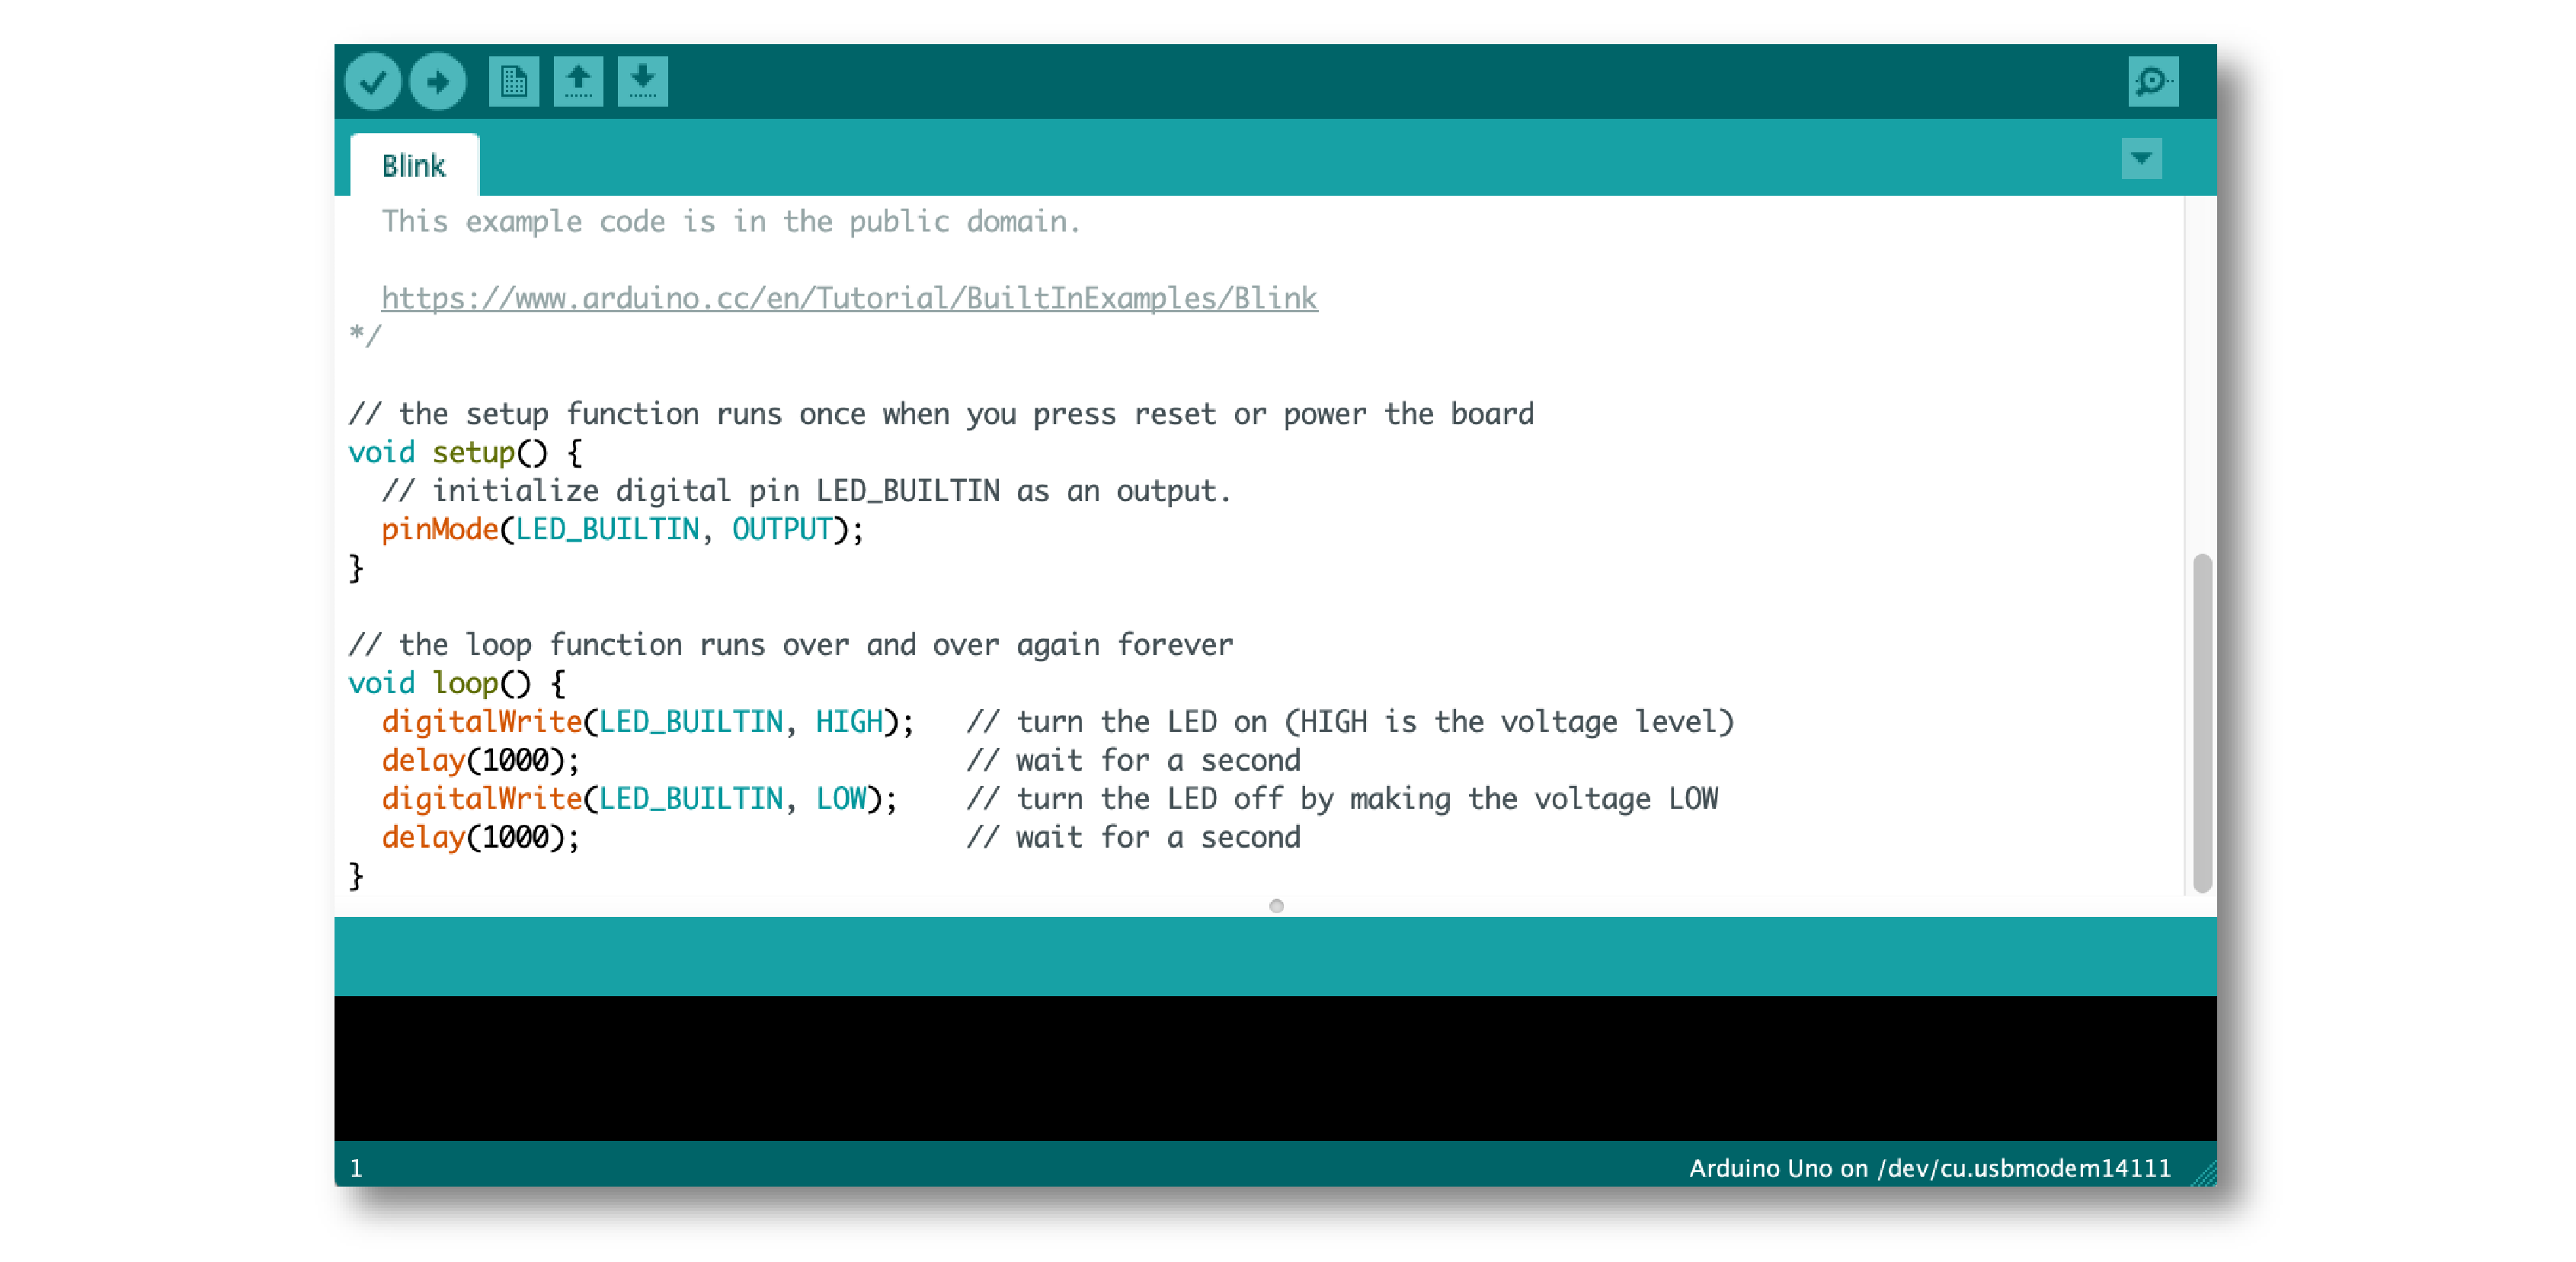 Blink
This example code is in the public domain.
https://www.arduino.cc/en/Tutorial/BuiltInExamples/Blink
*/
// the setup function runs once when you press reset or power the board
void setup() {
// initialize digital pin LED_BUILTIN as an output.
pinMode(LED_BUILTIN, OUTPUT);
}
// the loop function runs over and over again forever
void loop() {
digitalWrite(LED_BUILTIN, HIGH);   // turn the LED on (HIGH is the voltage level)
delay(1000);                       // wait for a second
digitalWrite(LED_BUILTIN, LOW);    // turn the LED off by making the voltage LOW
delay(1000);                       // wait for a second
}
1 Arduino Uno on /dev/cu.usbmodem14111